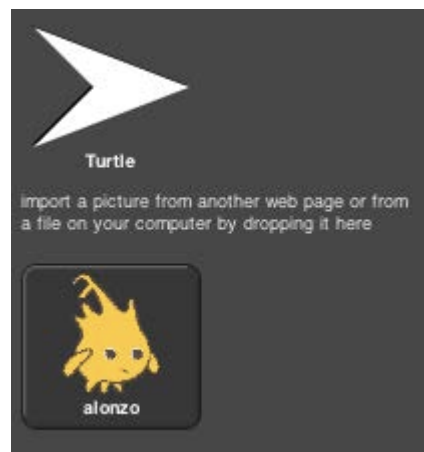 Turtle
import a picture from another web page or from
a file on your computer by dropping it here
alonzo